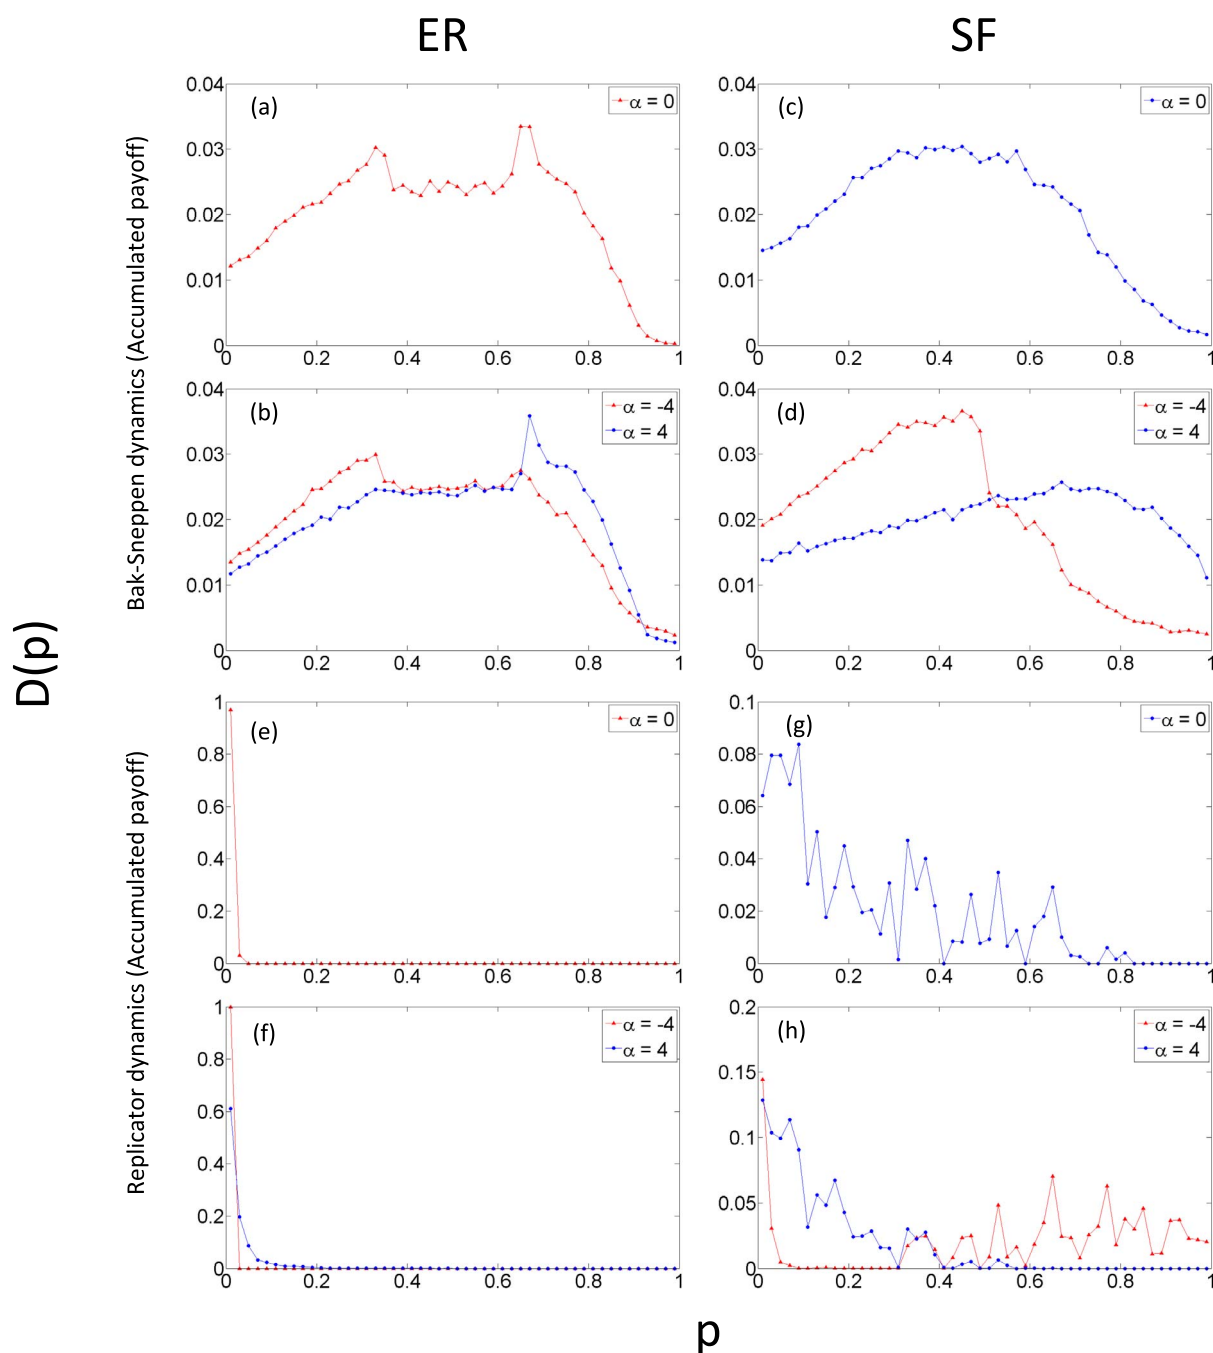 ER
SF
D(p)
Bak-Sneppen dynamics (Accumulated payoff)
Replicator dynamics (Accumulated payoff)
(a)
α = 0
0.04
0.03
0.02
0.01
0
0 0.2 0.4 0.6 0.8 1
(c)
α = 0
0.04
0.03
0.02
0.01
0
0 0.2 0.4 0.6 0.8 1
(b)
α = -4
α = 4
0.04
0.03
0.02
0.01
0
0 0.2 0.4 0.6 0.8 1
(d)
α = -4
α = 4
0.04
0.03
0.02
0.01
0
0 0.2 0.4 0.6 0.8 1
(e)
α = 0
1
0.8
0.6
0.4
0.2
0
0 0.2 0.4 0.6 0.8 1
(g)
α = 0
0.1
0.08
0.06
0.04
0.02
0
0 0.2 0.4 0.6 0.8 1
(f)
α = -4
α = 4
1
0.8
0.6
0.4
0.2
0
0 0.2 0.4 0.6 0.8 1
(h)
α = -4
α = 4
0.2
0.15
0.1
0.05
0
0 0.2 0.4 0.6 0.8 1
p